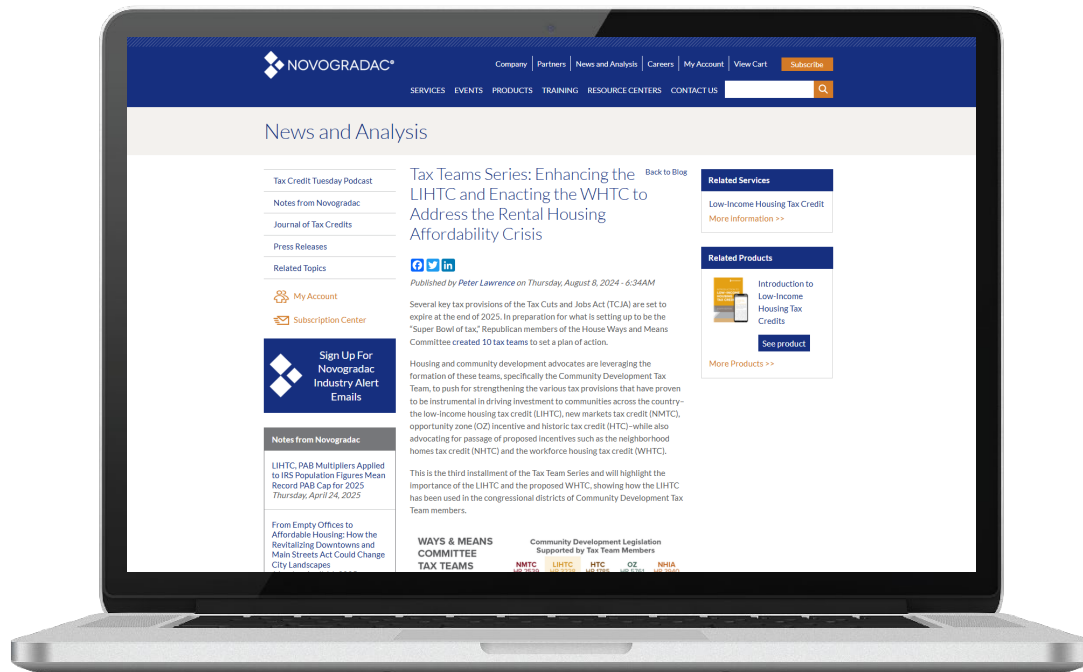 NOVOGRADAC®
Company
Partners
News and Analysis
Careers
My Account
View Cart
Subscribe
SERVICES
EVENTS
PRODUCTS
TRAINING
RESOURCE CENTERS
CONTACT US
News and Analysis
Tax Credit Tuesday Podcast
Notes from Novogradac
Journal of Tax Credits
Press Releases
Related Topics
My Account
Subscription Center
Sign Up For
Novogradac
Industry Alert
Emails
Notes from Novogradac
LIHTC, PAB Multipliers Applied
to IRS Population Figures Mean
Record PAB Cap for 2025
Thursday, April 24, 2025
From Empty Offices to
Affordable Housing: How the
Revitalizing Downtowns and
Main Streets Act Could Change
City Landscapes
Back to Blog
Tax Teams Series: Enhancing the
LIHTC and Enacting the WHTC to
Address the Rental Housing
Affordability Crisis
Published by Peter Lawrence on Thursday, August 8, 2024 - 6:34AM
Several key tax provisions of the Tax Cuts and Jobs Act (TCJA) are set to
expire at the end of 2025. In preparation for what is setting up to be the
“Super Bowl of tax,” Republican members of the House Ways and Means
Committee created 10 tax teams to set a plan of action.
Housing and community development advocates are leveraging the
formation of these teams, specifically the Community Development Tax
Team, to push for strengthening the various tax provisions that have proven
to be instrumental in driving investment to communities across the country–
the low-income housing tax credit (LIHTC), new markets tax credit (NMTC),
opportunity zone (OZ) incentive and historic tax credit (HTC)–while also
advocating for passage of proposed incentives such as the neighborhood
homes tax credit (NHTC) and the workforce housing tax credit (WHTC).
This is the third installment of the Tax Team Series and will highlight the
importance of the LIHTC and the proposed WHTC, showing how the LIHTC
has been used in the congressional districts of Community Development Tax
Team members.
WAYS & MEANS
COMMITTEE
TAX TEAMS
Community Development Legislation
Supported by Tax Team Members
NMTC
LIHTC
HTC
OZ
NHIA
Related Services
Low-Income Housing Tax Credit
More information >>
Related Products
Introduction to
Low-Income
Housing Tax
Credits
See product
More Products >>